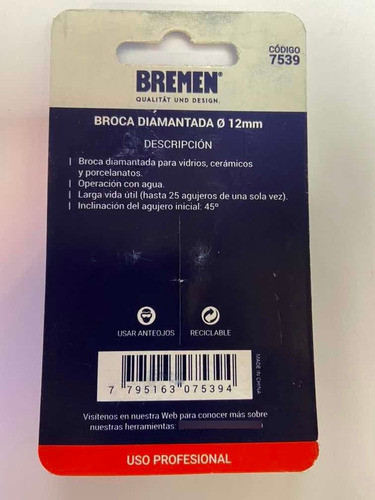 CÓDIGO
7539
BREMEN®
QUALITÄT UND DESIGN.
BROCA DIAMANTADA Ø 12mm
DESCRIPCIÓN
| Broca diamantada para vidrios, cerámicos
y porcelanatos.
| Operación con agua.
| Larga vida útil (hasta 25 agujeros de una sola vez).
| Inclinación del agujero inicial: 45º
USAR ANTEOJOS
RECICLABLE
MADE IN CHINA
7 795163 075394
Visítenos en nuestra Web para conocer más sobre
nuestras herramientas:
USO PROFESIONAL